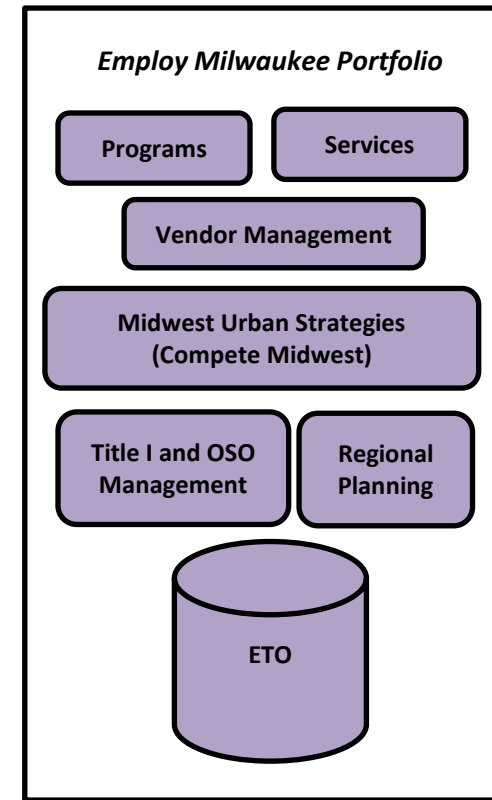 Employ Milwaukee Portfolio
Programs
Services
Vendor Management
Midwest Urban Strategies
(Compete Midwest)
Title I and OSO
Management
Regional
Planning
ETO